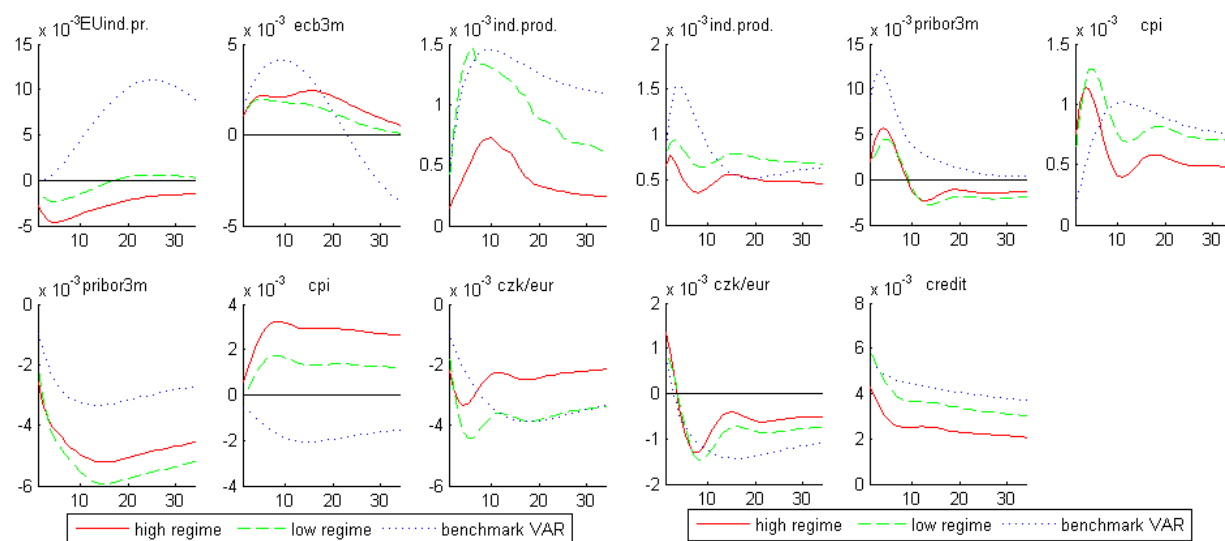 x 10⁻³ EUind.pr.
15
10
5
0
-5
10 20 30
x 10⁻³ ecb3m
5
0
-5
10 20 30
x 10⁻³ ind.prod.
1.5
1
0.5
0
10 20 30
x 10⁻³ ind.prod.
2
1.5
1
0.5
0
10 20 30
x 10⁻³ pribor3m
15
10
5
0
-5
10 20 30
x 10⁻³ cpi
1.5
1
0.5
0
10 20 30
x 10⁻³ pribor3m
0
-2
-4
-6
10 20 30
x 10⁻³ cpi
4
2
0
-2
-4
10 20 30
x 10⁻³ czk/eur
0
-2
-4
-6
10 20 30
x 10⁻³ czk/eur
2
1
0
-1
-2
10 20 30
x 10⁻³ credit
8
6
4
2
0
10 20 30
high regime low regime benchmark VAR
high regime low regime benchmark VAR